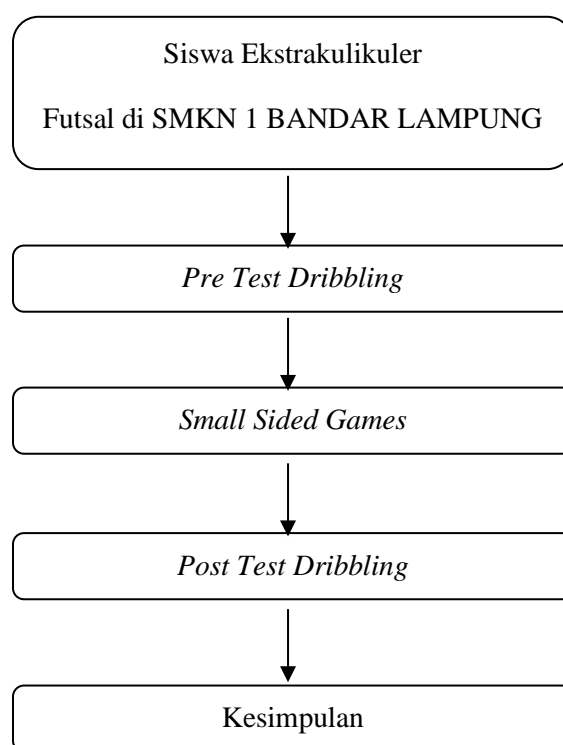 Siswa Ekstrakulikuler
Futsal di SMKN 1 BANDAR LAMPUNG
Pre Test Dribbling
Small Sided Games
Post Test Dribbling
Kesimpulan